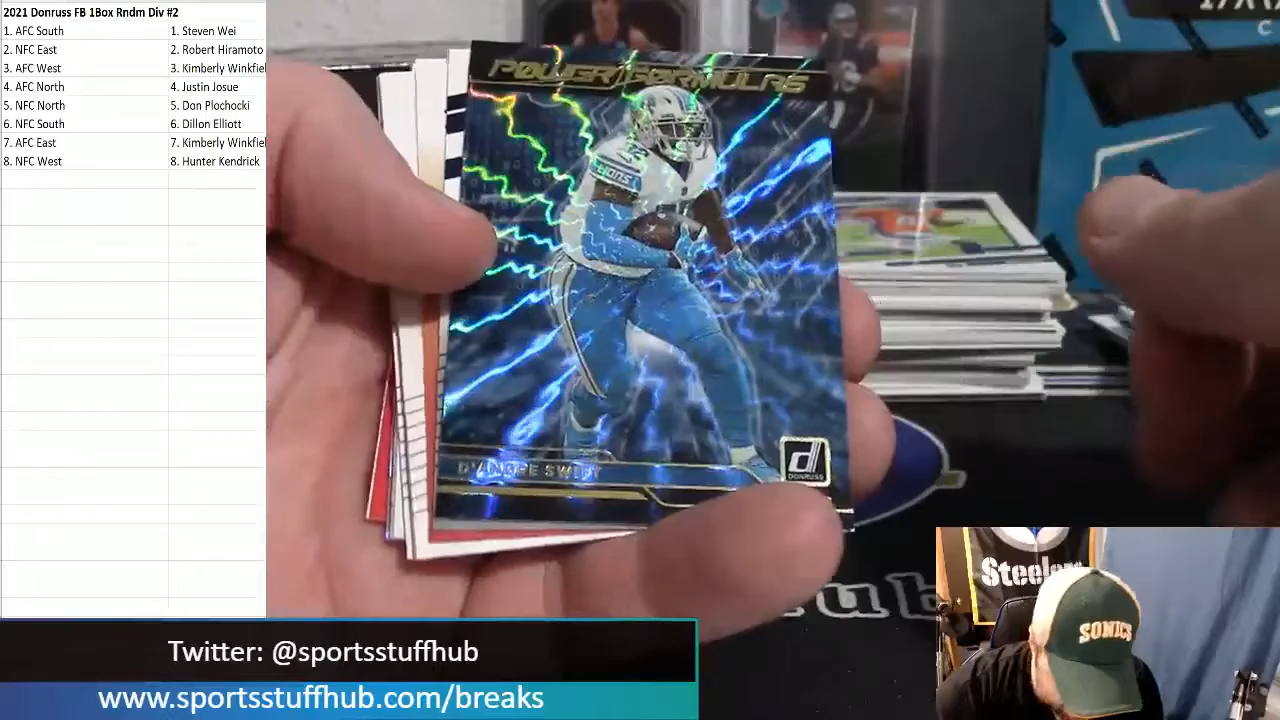 2021 Donruss FB 1Box Rndm Div #2
1. AFC South 1. Steven Wei
2. NFC East 2. Robert Hiramoto
3. AFC West 3. Kimberly Winkfiel
4. AFC North 4. Justin Josue
5. NFC North 5. Don Plochocki
6. NFC South 6. Dillon Elliott
7. AFC East 7. Kimberly Winkfiel
8. NFC West 8. Hunter Kendrick
POWER FORMULAS
LIONS
D'ANDRE SWIFT
d
DONRUSS
Steelers
SONICS
Twitter: @sportsstuffhub
www.sportsstuffhub.com/breaks